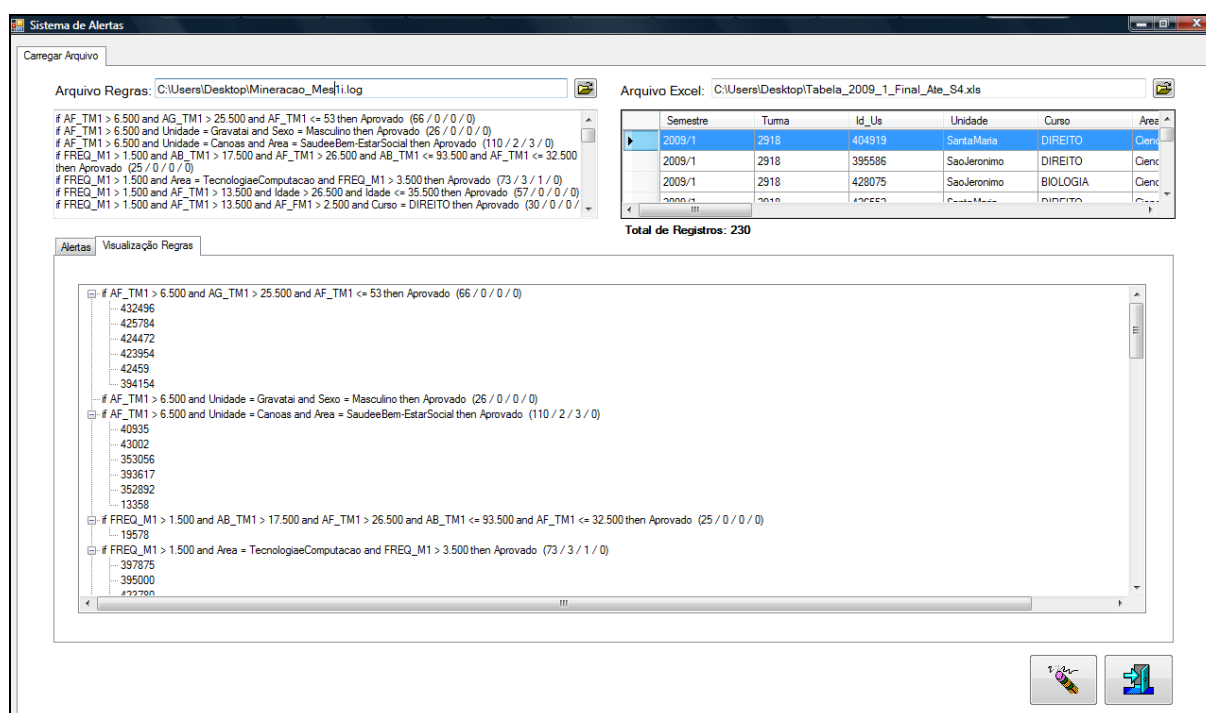 Sistema de Alertas
Carregar Arquivo
Arquivo Regras: C:\Users\Desktop\Mineracao_Mes1i.log
if AF_TM1 > 6.500 and AG_TM1 > 25.500 and AF_TM1 <= 53 then Aprovado (66 / 0 / 0 / 0)
if AF_TM1 > 6.500 and Unidade = Gravatai and Sexo = Masculino then Aprovado (26 / 0 / 0 / 0)
if AF_TM1 > 6.500 and Unidade = Canoas and Area = SaudeeBem-EstarSocial then Aprovado (110 / 2 / 3 / 0)
if FREQ_M1 > 1.500 and AB_TM1 > 17.500 and AF_TM1 > 26.500 and AB_TM1 <= 93.500 and AF_TM1 <= 32.500
then Aprovado (25 / 0 / 0 / 0)
if FREQ_M1 > 1.500 and Area = TecnologiaeComputacao and FREQ_M1 > 3.500 then Aprovado (73 / 3 / 1 / 0)
if FREQ_M1 > 1.500 and AF_TM1 > 13.500 and Idade > 26.500 and Idade <= 35.500 then Aprovado (57 / 0 / 0 / 0)
if FREQ_M1 > 1.500 and AF_TM1 > 13.500 and AF_FM1 > 2.500 and Curso = DIREITO then Aprovado (30 / 0 / 0 /
Arquivo Excel: C:\Users\Desktop\Tabela_2009_1_Final_Ate_S4.xls
Semestre Turma Id_Us Unidade Curso Area
2009/1 2918 404919 SantaMaria DIREITO Cienc
2009/1 2918 395586 SaoJeronimo DIREITO Cienc
2009/1 2918 428075 SaoJeronimo BIOLOGIA Cienc
Total de Registros: 230
Alertas Visualização Regras
if AF_TM1 > 6.500 and AG_TM1 > 25.500 and AF_TM1 <= 53 then Aprovado (66 / 0 / 0 / 0)
432496
425784
424472
423954
42459
394154
if AF_TM1 > 6.500 and Unidade = Gravatai and Sexo = Masculino then Aprovado (26 / 0 / 0 / 0)
if AF_TM1 > 6.500 and Unidade = Canoas and Area = SaudeeBem-EstarSocial then Aprovado (110 / 2 / 3 / 0)
40935
43002
353056
393617
352892
13358
if FREQ_M1 > 1.500 and AB_TM1 > 17.500 and AF_TM1 > 26.500 and AB_TM1 <= 93.500 and AF_TM1 <= 32.500 then Aprovado (25 / 0 / 0 / 0)
19578
if FREQ_M1 > 1.500 and Area = TecnologiaeComputacao and FREQ_M1 > 3.500 then Aprovado (73 / 3 / 1 / 0)
397875
395000